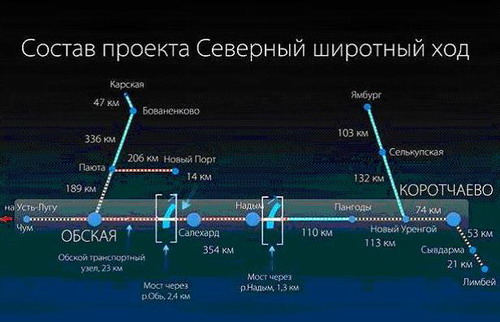 Состав проекта Северный широтный ход
Карская
47 км
Бованенково
336 км
Паюта
206 км
Новый Порт
14 км
189 км
Ямбург
103 км
Селькупская
132 км
КОРОТЧАЕВО
на Усть-Лугу
Чум
ОБСКАЯ
Салехард
Надым
354 км
Пангоды
110 км
Новый Уренгой
113 км
74 км
53 км
Сывдарма
21 км
Лимбей
Обской транспортный
узел, 23 км
Мост через
р.Обь, 2,4 км
Мост через
р.Надым, 1,3 км